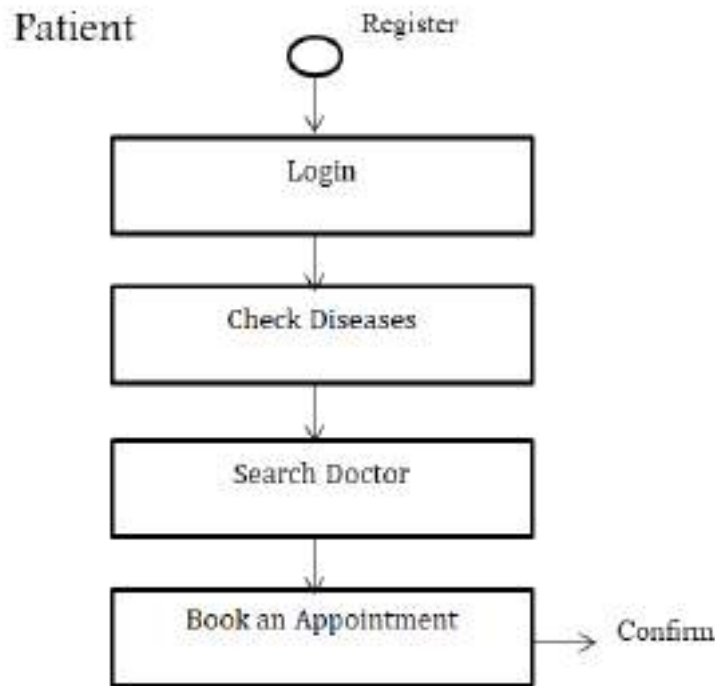 Patient
Register
Login
Check Diseases
Search Doctor
Book an Appointment
Confirm